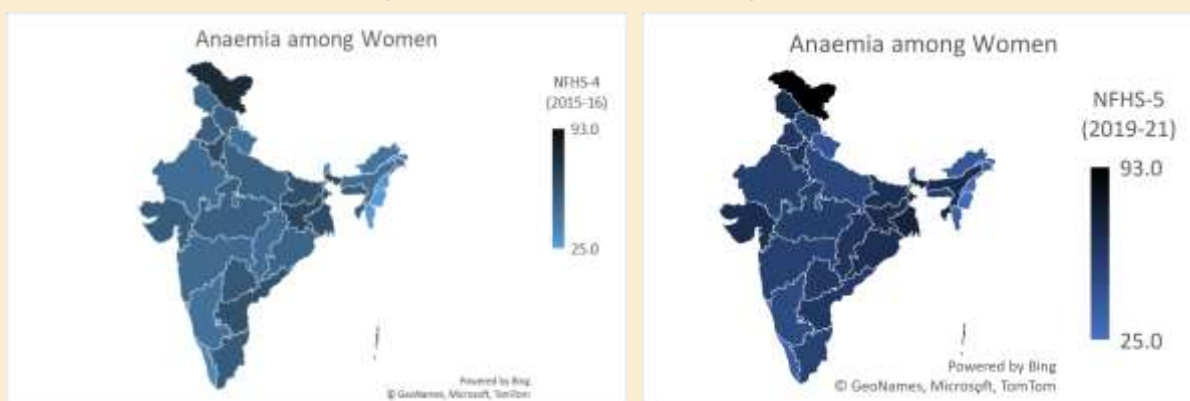 Anaemia among Women
NFHS-4
(2015-16)
93.0
25.0
Powered by Bing
© GeoNames, Microsoft, TomTom
Anaemia among Women
NFHS-5
(2019-21)
93.0
25.0
Powered by Bing
© GeoNames, Microsoft, TomTom